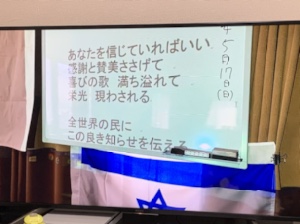 あなたを信じていればいい
感謝と賛美ささげて
喜びの歌 満ち溢れて
栄光 現わされる
全世界の民に
この良き知らせを伝える
5月17日(日)